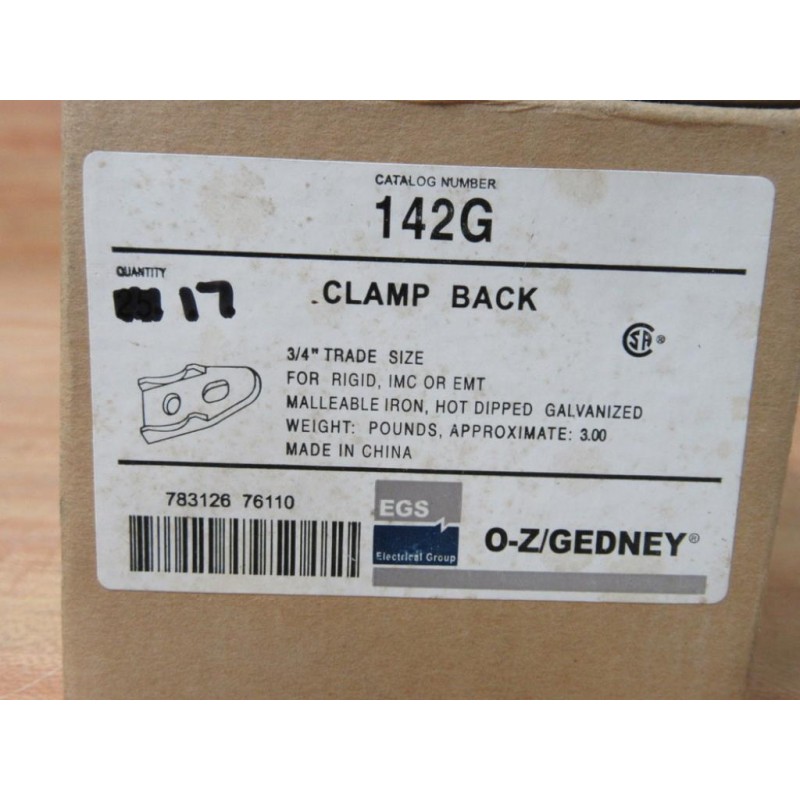 CATALOG NUMBER
142G
QUANTITY
17
CLAMP BACK
3/4" TRADE SIZE
FOR RIGID, IMC OR EMT
MALLEABLE IRON, HOT DIPPED GALVANIZED
WEIGHT: POUNDS, APPROXIMATE: 3.00
MADE IN CHINA
SA®
783126 76110
EGS
Electrical Group
O-Z/GEDNEY®